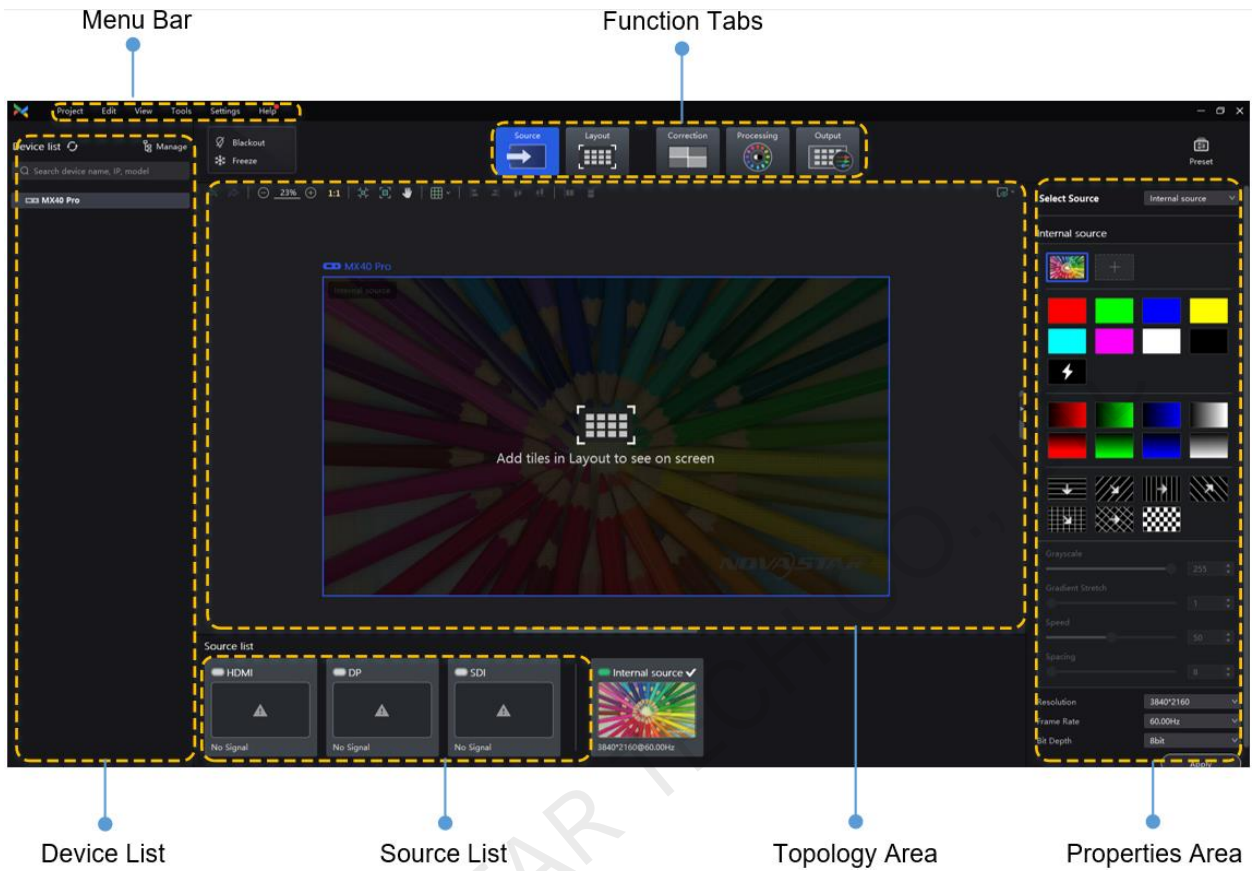 Menu Bar
Function Tabs
Project Edit View Tools Settings Help
Device list
Manage
Search device name, IP, model
MX40 Pro
Blackout
Freeze
Source
Layout
Correction
Processing
Output
Preset
23%
1:1
MX40 Pro
Internal source
Add tiles in Layout to see on screen
NOVASTAR
Select Source
Internal source
Internal source
Grayscale
255
Gradient Stretch
1
Speed
50
Spacing
8
Resolution
3840*2160
Frame Rate
60.00Hz
Bit Depth
8bit
Apply
Source list
HDMI
No Signal
DP
No Signal
SDI
No Signal
Internal source
3840*2160@60.00Hz
Device List
Source List
Topology Area
Properties Area